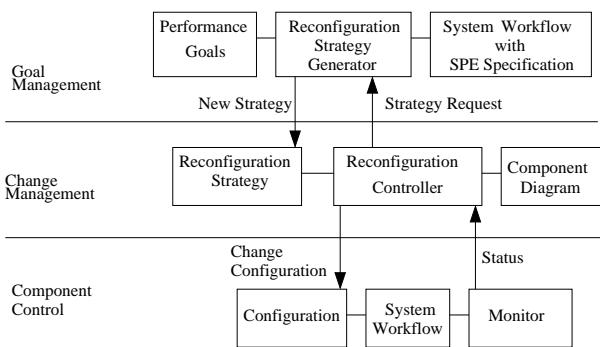 Performance
Goals
Reconfiguration
Strategy
Generator
System Workflow
with
SPE Specification
Goal
Management
New Strategy
Strategy Request
Change
Management
Reconfiguration
Strategy
Reconfiguration
Controller
Component
Diagram
Change
Configuration
Status
Component
Control
Configuration
System
Workflow
Monitor